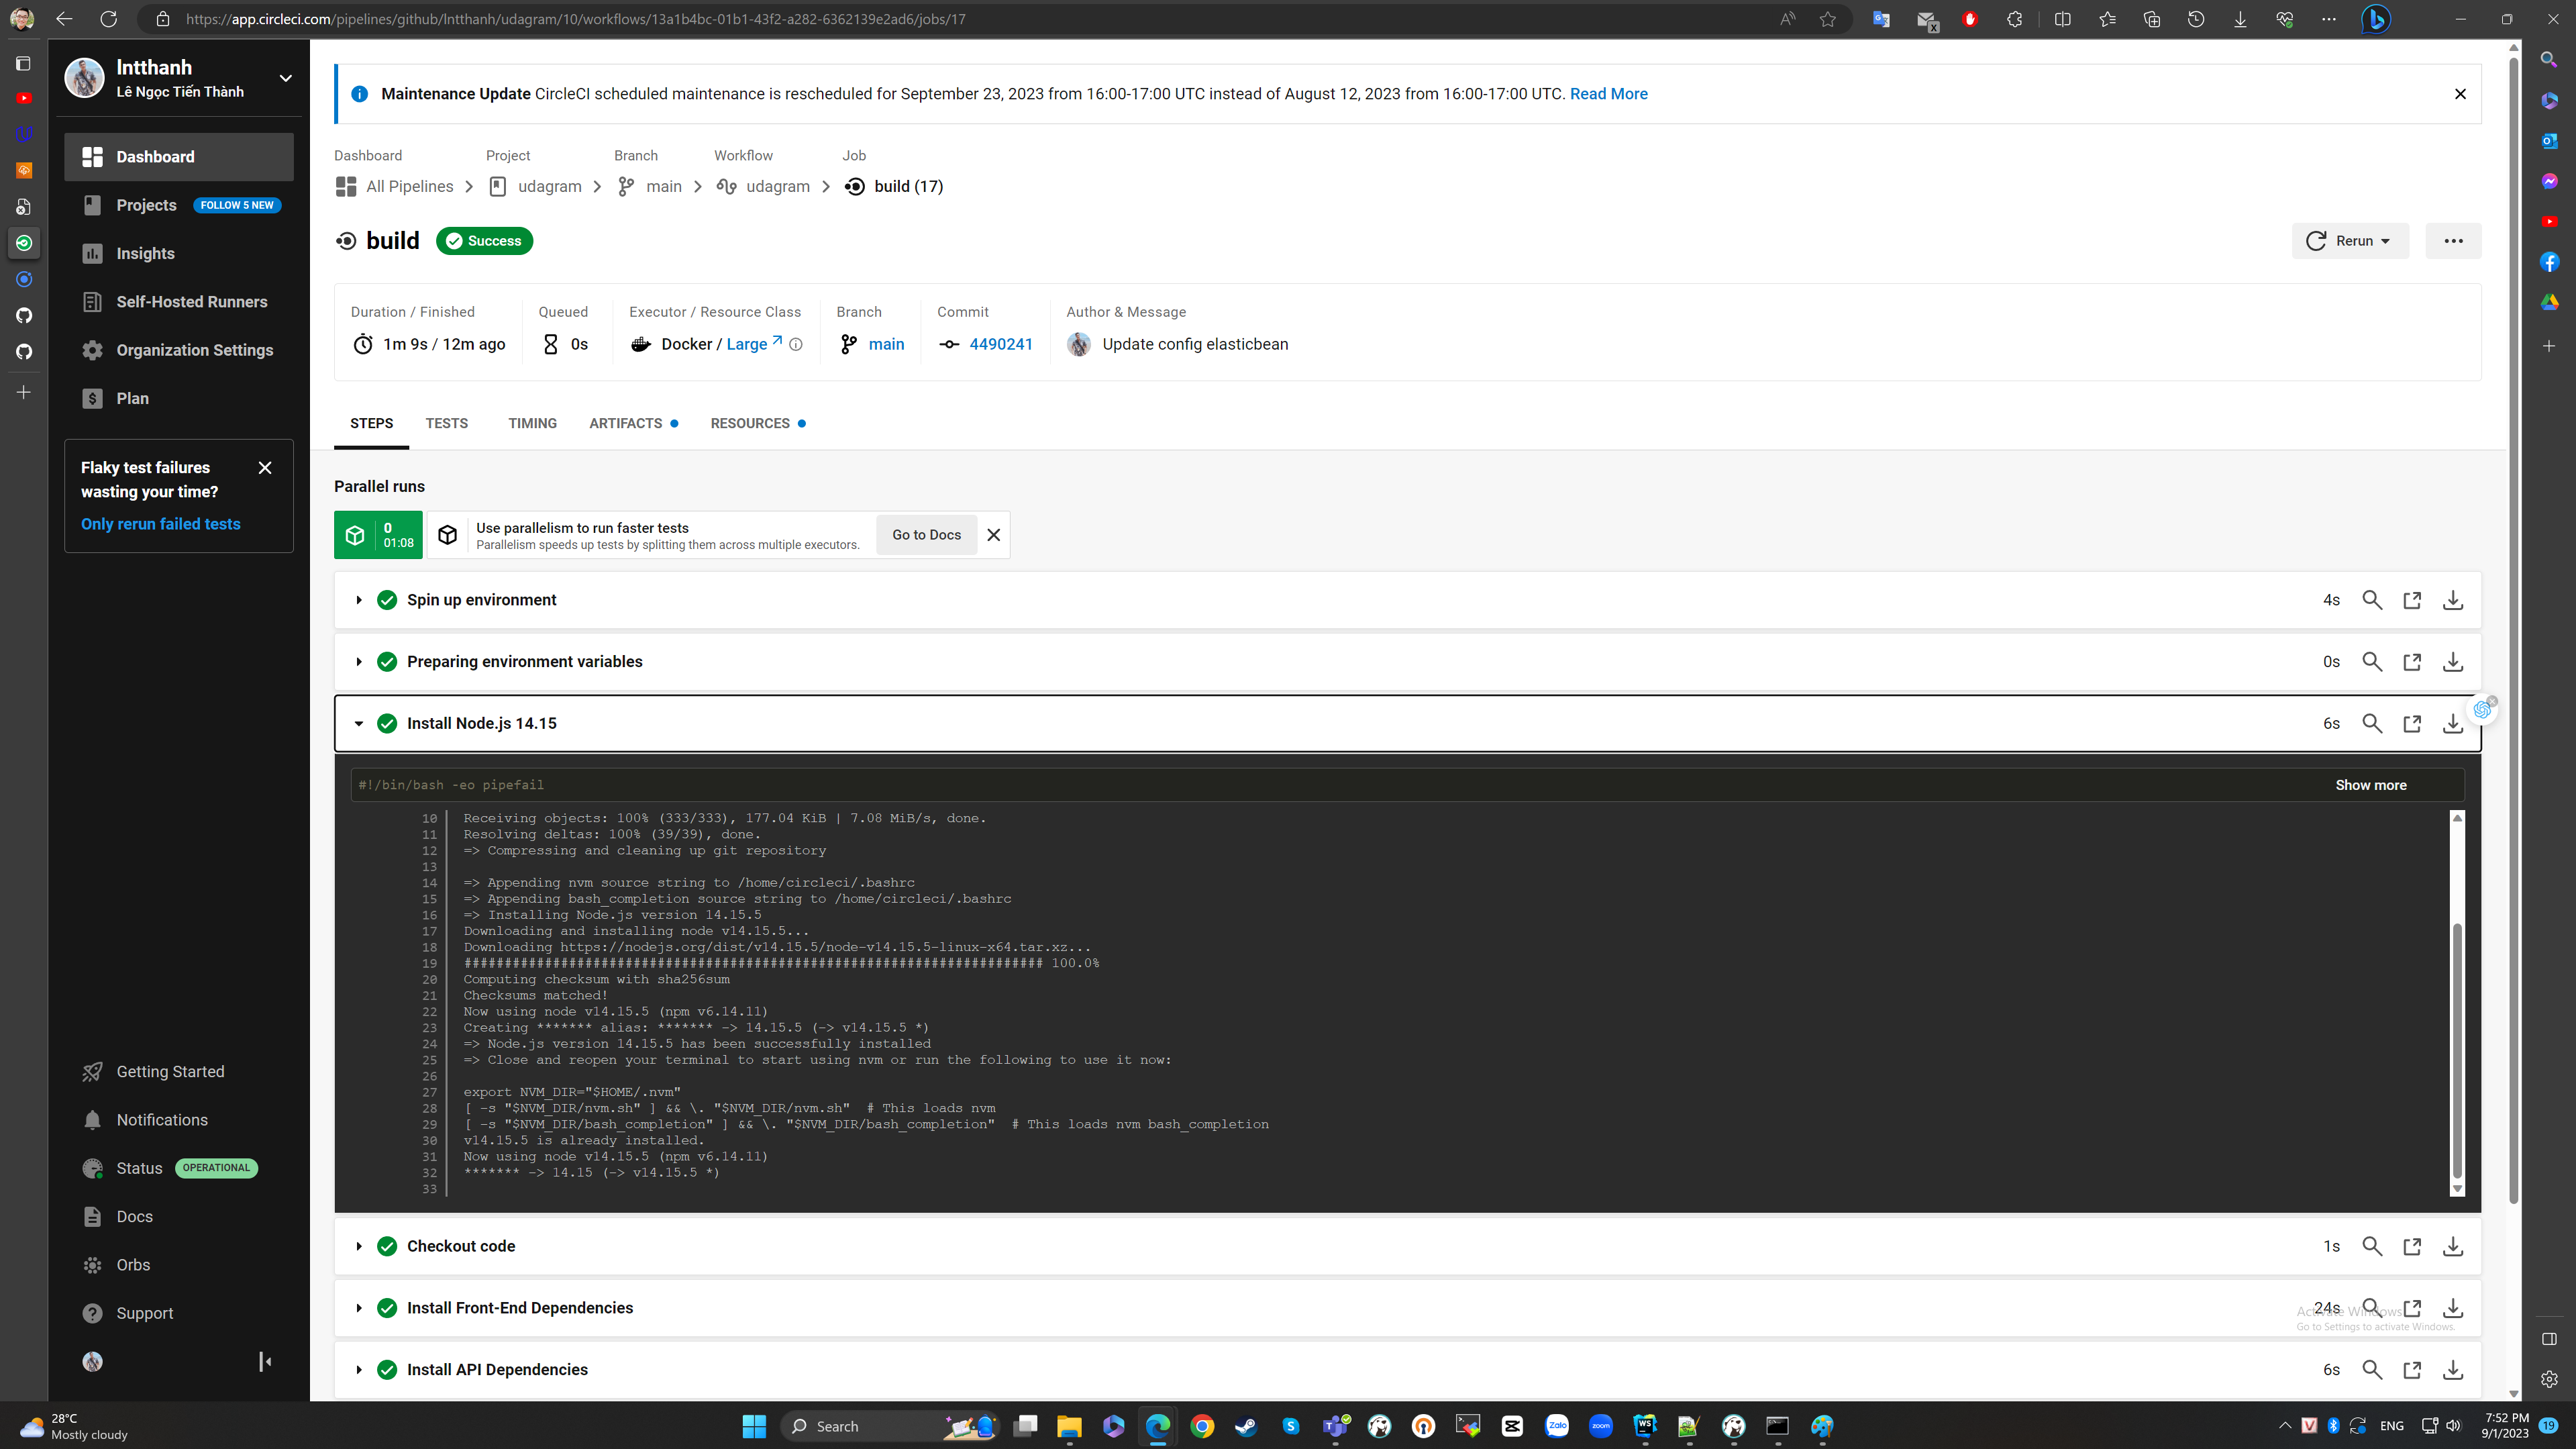 https://app.circleci.com/pipelines/github/lntthanh/udagram/10/workflows/13a1b4bc-01b1-43f2-a282-6362139e2ad6/jobs/17
lntthanh
Lê Ngọc Tiến Thành
Dashboard
Projects FOLLOW 5 NEW
Insights
Self-Hosted Runners
Organization Settings
Plan
Flaky test failures
wasting your time?
Only rerun failed tests
Getting Started
Notifications
Status OPERATIONAL
Docs
Orbs
Support
Maintenance Update CircleCI scheduled maintenance is rescheduled for September 23, 2023 from 16:00-17:00 UTC instead of August 12, 2023 from 16:00-17:00 UTC. Read More
Dashboard Project Branch Workflow Job
All Pipelines udagram main udagram build (17)
build Success
Rerun
Duration / Finished Queued Executor / Resource Class Branch Commit Author & Message
1m 9s / 12m ago 0s Docker / Large main 4490241 Update config elasticbean
STEPS TESTS TIMING ARTIFACTS RESOURCES
Parallel runs
0
01:08
Use parallelism to run faster tests
Parallelism speeds up tests by splitting them across multiple executors.
Go to Docs
Spin up environment 4s
Preparing environment variables 0s
Install Node.js 14.15 6s
#!/bin/bash -eo pipefail Show more
10 Receiving objects: 100% (333/333), 177.04 KiB | 7.08 MiB/s, done.
11 Resolving deltas: 100% (39/39), done.
12 => Compressing and cleaning up git repository
13
14 => Appending nvm source string to /home/circleci/.bashrc
15 => Appending bash_completion source string to /home/circleci/.bashrc
16 => Installing Node.js version 14.15.5
17 Downloading and installing node v14.15.5...
18 Downloading https://nodejs.org/dist/v14.15.5/node-v14.15.5-linux-x64.tar.xz...
19 ######################################################################## 100.0%
20 Computing checksum with sha256sum
21 Checksums matched!
22 Now using node v14.15.5 (npm v6.14.11)
23 Creating ******* alias: ******* -> 14.15.5 (-> v14.15.5 *)
24 => Node.js version 14.15.5 has been successfully installed
25 => Close and reopen your terminal to start using nvm or run the following to use it now:
26
27 export NVM_DIR="$HOME/.nvm"
28 [ -s "$NVM_DIR/nvm.sh" ] && \. "$NVM_DIR/nvm.sh"  # This loads nvm
29 [ -s "$NVM_DIR/bash_completion" ] && \. "$NVM_DIR/bash_completion"  # This loads nvm bash_completion
30 v14.15.5 is already installed.
31 Now using node v14.15.5 (npm v6.14.11)
32 ******* -> 14.15 (-> v14.15.5 *)
33
Checkout code 1s
Install Front-End Dependencies 24s
Activate Windows
Go to Settings to activate Windows.
Install API Dependencies 6s
28°C
Mostly cloudy
Search
ENG
7:52 PM
9/1/2023
19